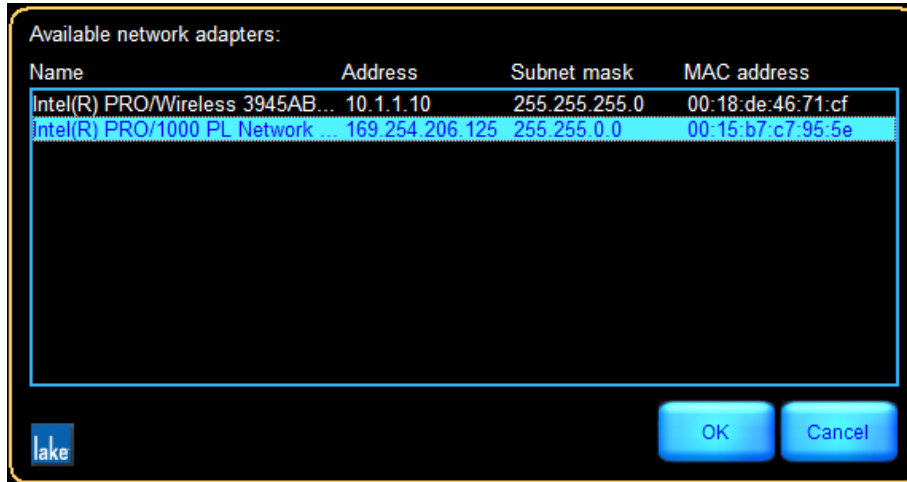 Available network adapters:
Name Address Subnet mask MAC address
Intel(R) PRO/Wireless 3945AB... 10.1.1.10 255.255.255.0 00:18:de:46:71:cf
Intel(R) PRO/1000 PL Network ... 169.254.206.125 255.255.0.0 00:15:b7:c7:95:5e
OK Cancel
lake